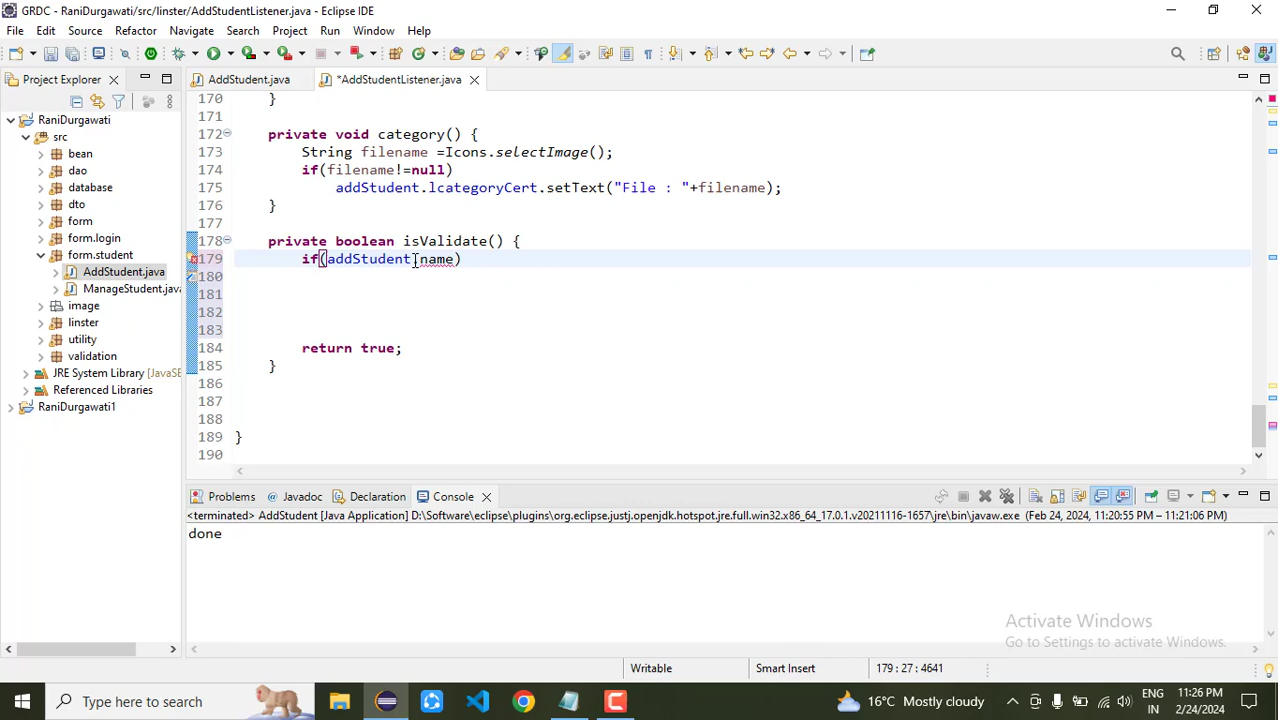 GRDC - RaniDurgawati/src/linster/AddStudentListener.java - Eclipse IDE
File Edit Source Refactor Navigate Search Project Run Window Help
Project Explorer
AddStudent.java *AddStudentListener.java
RaniDurgawati
src
bean
dao
database
dto
form
form.login
form.student
AddStudent.java
ManageStudent.java
image
linster
utility
validation
JRE System Library [JavaSE
Referenced Libraries
RaniDurgawati1
170 }
171
172 private void category() {
173 String filename =Icons.selectImage();
174 if(filename!=null)
175 addStudent.lcategoryCert.setText("File : "+filename);
176 }
177
178 private boolean isValidate() {
179 if(addStudent.name)
180
181
182
183
184 return true;
185 }
186
187
188
189 }
190
Problems Javadoc Declaration Console
<terminated> AddStudent [Java Application] D:\Software\eclipse\plugins\org.eclipse.justj.openjdk.hotspot.jre.full.win32.x86_64_17.0.1.v20211116-1657\jre\bin\javaw.exe (Feb 24, 2024, 11:20:55 PM – 11:21:06 PM)
done
Activate Windows
Go to Settings to activate Windows.
Writable Smart Insert 179 : 27 : 4641
Type here to search
16°C Mostly cloudy
ENG
IN
11:26 PM
2/24/2024